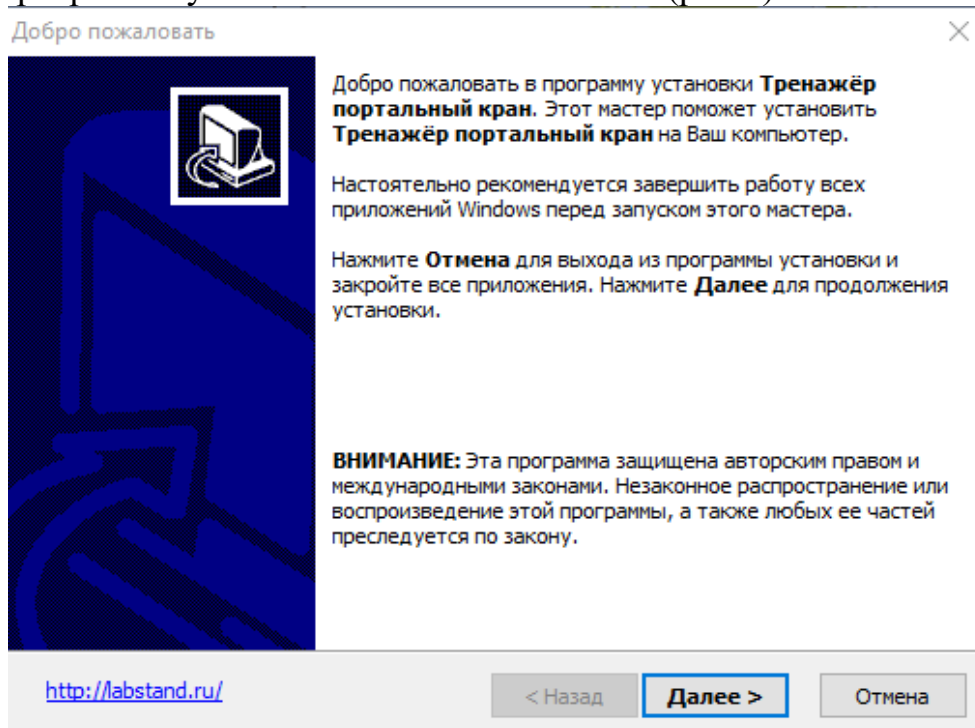 Добро пожаловать
Добро пожаловать в программу установки Тренажёр
портальный кран. Этот мастер поможет установить
Тренажёр портальный кран на Ваш компьютер.
Настоятельно рекомендуется завершить работу всех
приложений Windows перед запуском этого мастера.
Нажмите Отмена для выхода из программы установки и
закройте все приложения. Нажмите Далее для продолжения
установки.
ВНИМАНИЕ: Эта программа защищена авторским правом и
международными законами. Незаконное распространение или
воспроизведение этой программы, а также любых ее частей
преследуется по закону.
http://labstand.ru/
< Назад Далее > Отмена